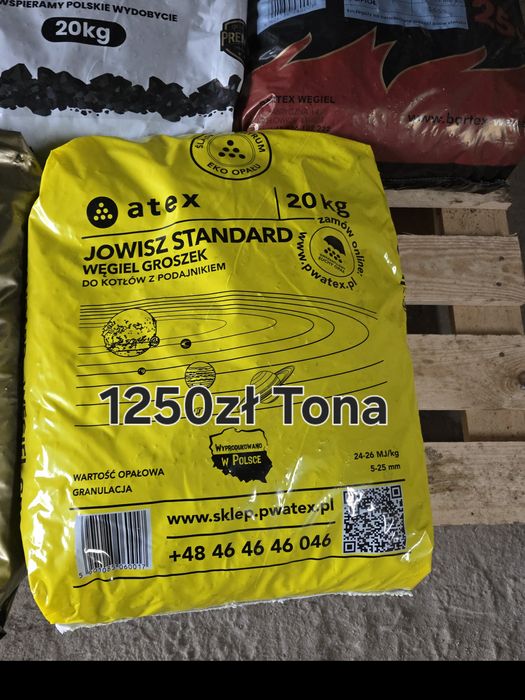 WSPIERAMY POLSKIE WYDOBYCIE
20kg
WĘGIEL
www.bartex
EKO OPAŁU
atex
20 kg
JOWISZ STANDARD
WĘGIEL GROSZEK
DO KOTŁÓW Z PODAJNIKIEM
zamów online:
www.pwatex.pl
1250zł Tona
WYPRODUKOWANO
W POLSCE
24-26 MJ/kg
5-25 mm
WARTOŚĆ OPAŁOWA
GRANULACJA
www.sklep.pwatex.pl
+48 46 46 46 046